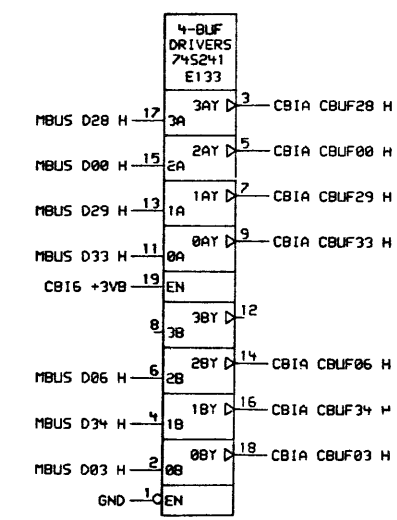 4-BUF
DRIVERS
74S241
E133
3AY 3 CBIA CBUF28 H
MBUS D28 H 17 3A
2AY 5 CBIA CBUF00 H
MBUS D00 H 15 2A
1AY 7 CBIA CBUF29 H
MBUS D29 H 13 1A
0AY 9 CBIA CBUF33 H
MBUS D33 H 11 0A
CBI6 +3VB 19 EN
3BY 12
8 3B
2BY 14 CBIA CBUF06 H
MBUS D06 H 6 2B
1BY 16 CBIA CBUF34 H
MBUS D34 H 4 1B
0BY 18 CBIA CBUF03 H
MBUS D03 H 2 0B
GND 1 EN